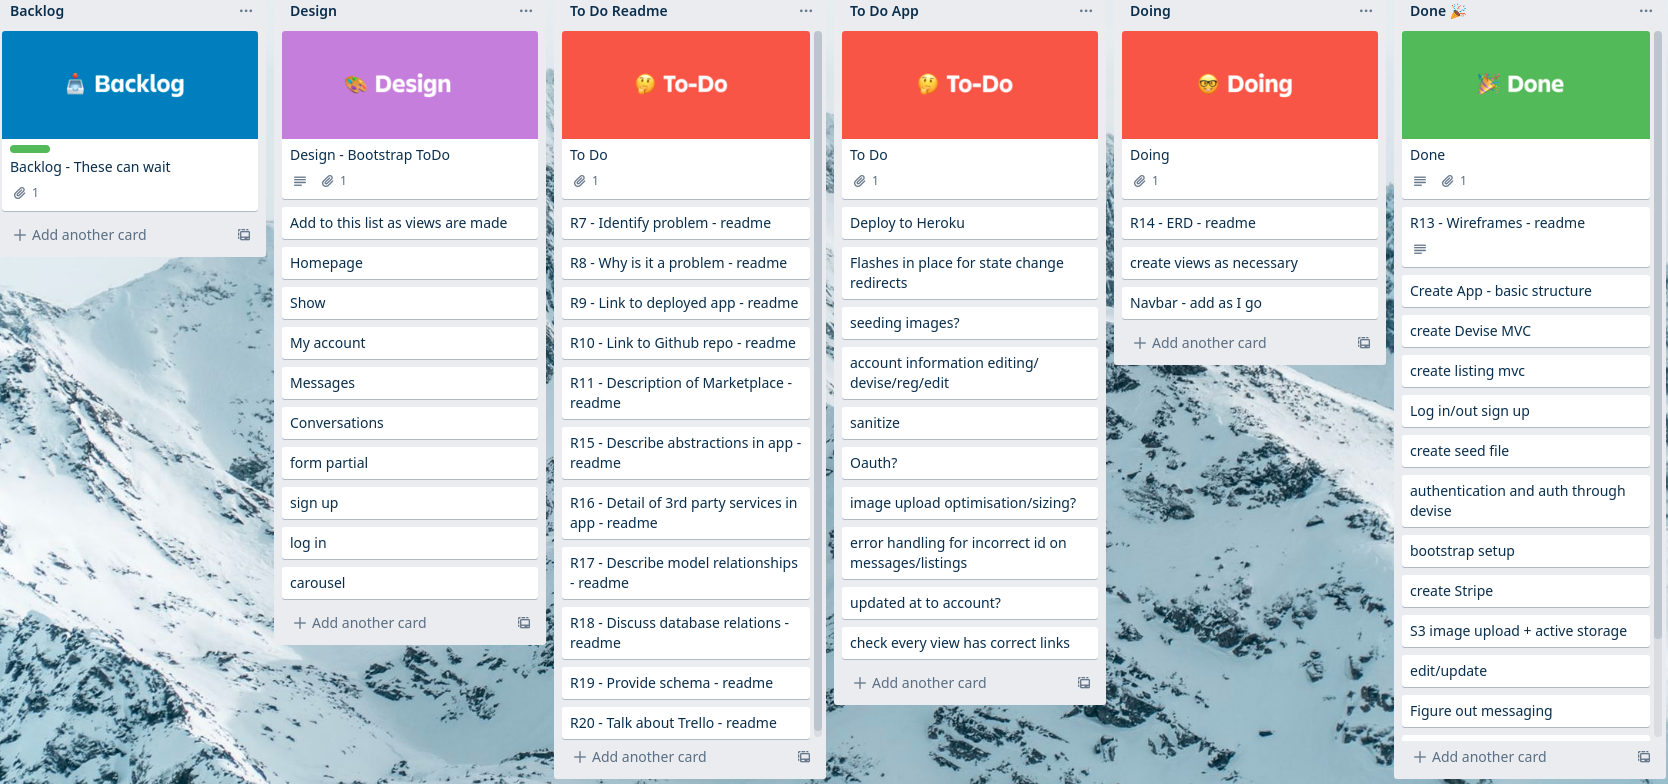 Backlog
Backlog
Backlog - These can wait
1
Add another card
Design
Design
Design - Bootstrap ToDo
1
Add to this list as views are made
Homepage
Show
My account
Messages
Conversations
form partial
sign up
log in
carousel
Add another card
To Do Readme
To-Do
To Do
1
R7 - Identify problem - readme
R8 - Why is it a problem - readme
R9 - Link to deployed app - readme
R10 - Link to Github repo - readme
R11 - Description of Marketplace -
readme
R15 - Describe abstractions in app -
readme
R16 - Detail of 3rd party services in
app - readme
R17 - Describe model relationships
- readme
R18 - Discuss database relations -
readme
R19 - Provide schema - readme
R20 - Talk about Trello - readme
Add another card
To Do App
To-Do
To Do
1
Deploy to Heroku
Flashes in place for state change
redirects
seeding images?
account information editing/
devise/reg/edit
sanitize
Oauth?
image upload optimisation/sizing?
error handling for incorrect id on
messages/listings
updated at to account?
check every view has correct links
Add another card
Doing
Doing
Doing
1
R14 - ERD - readme
create views as necessary
Navbar - add as I go
Add another card
Done 🎉
Done
Done
1
R13 - Wireframes - readme
Create App - basic structure
create Devise MVC
create listing mvc
Log in/out sign up
create seed file
authentication and auth through
devise
bootstrap setup
create Stripe
S3 image upload + active storage
edit/update
Figure out messaging
Add another card